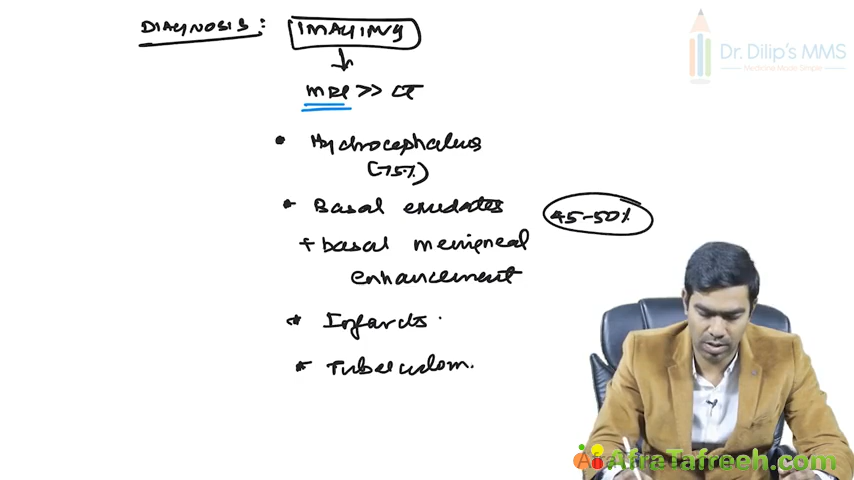 DIAGNOSIS : IMAGING
MRI >> CT
• Hydrocephalus
(75%)
* Basal exudates 45-50%
+ basal meningeal
enhancement
* Infarcts
* Tuberculom.
Dr. Dilip's MMS
Medicine Made Simple
AfraTafreeh.com